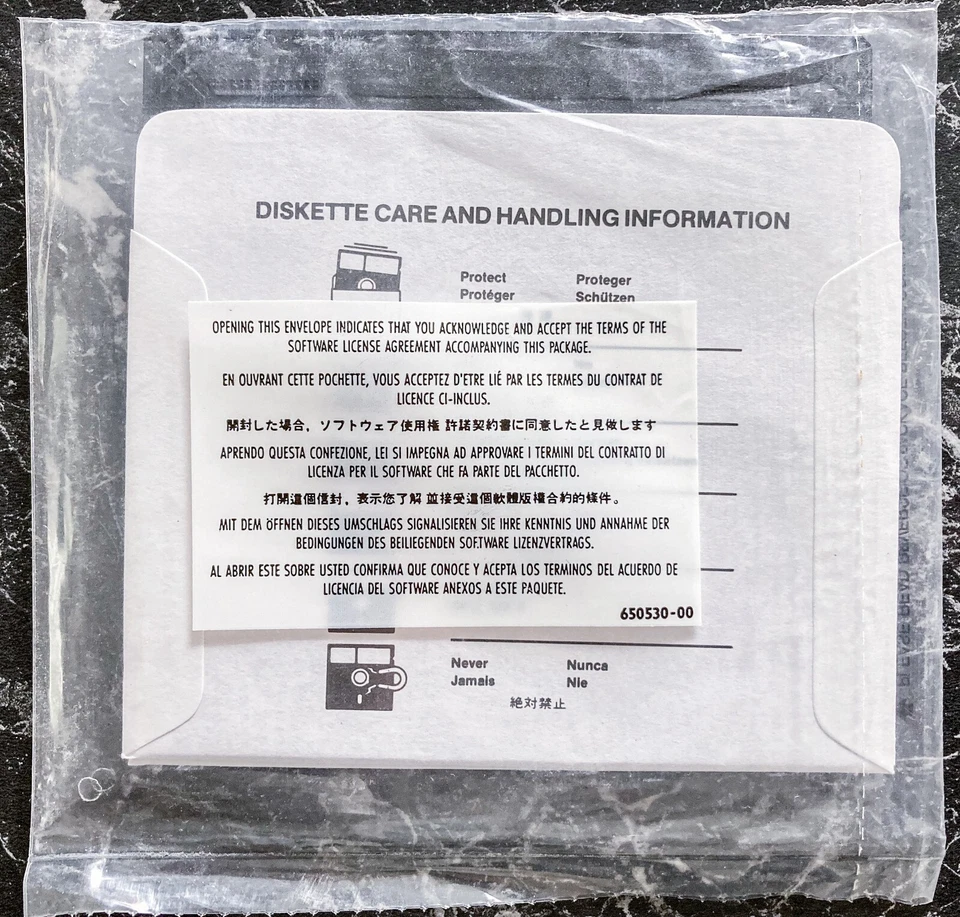 DISKETTE CARE AND HANDLING INFORMATION
Protect Proteger
Protéger Schützen
OPENING THIS ENVELOPE INDICATES THAT YOU ACKNOWLEDGE AND ACCEPT THE TERMS OF THE
SOFTWARE LICENSE AGREEMENT ACCOMPANYING THIS PACKAGE.
EN OUVRANT CETTE POCHETTE, VOUS ACCEPTEZ D'ETRE LIÉ PAR LES TERMES DU CONTRAT DE
LICENCE CI-INCLUS.
開封した場合，ソフトウェア使用権 許諾契約書に同意したと見做します
APRENDO QUESTA CONFEZIONE, LEI SI IMPEGNA AD APPROVARE I TERMINI DEL CONTRATTO DI
LICENZA PER IL SOFTWARE CHE FA PARTE DEL PACCHETTO.
打開這個信封，表示您了解 並接受這個軟體版權合約的條件。
MIT DEM ÖFFNEN DIESES UMSCHLAGS SIGNALISIEREN SIE IHRE KENNTNIS UND ANNAHME DER
BEDINGUNGEN DES BEILIEGENDEN SOFTWARE LIZENZVERTRAGS.
AL ABRIR ESTE SOBRE USTED CONFIRMA QUE CONOCE Y ACEPTA LOS TERMINOS DEL ACUERDO DE
LICENCIA DEL SOFTWARE ANEXOS A ESTE PAQUETE.
650530-00
Never Nunca
Jamais Nie
絶対禁止